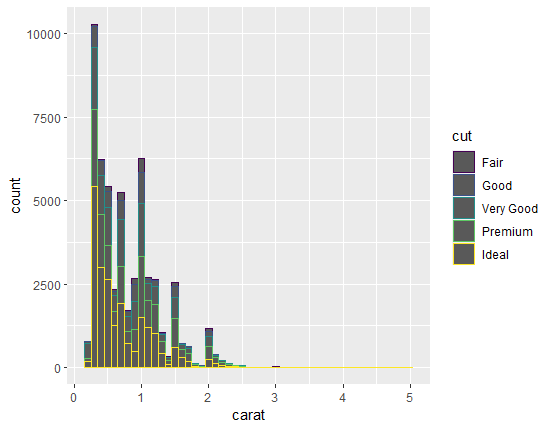 10000
7500
5000
2500
0
count
0
1
2
3
4
5
carat
cut
Fair
Good
Very Good
Premium
Ideal